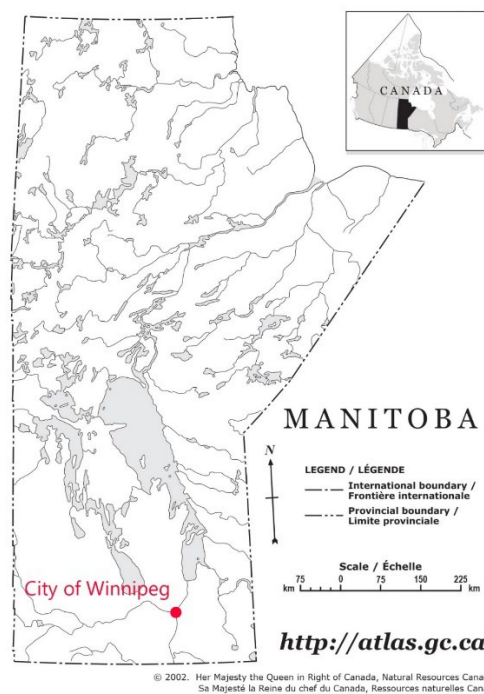 CANADA
MANITOBA
N
LEGEND / LÉGENDE
International boundary /
Frontière internationale
Provincial boundary /
Limite provinciale
Scale / Échelle
km 75 0 75 150 225 km
City of Winnipeg
http://atlas.gc.ca
© 2002. Her Majesty the Queen in Right of Canada, Natural Resources Cana
Sa Majesté la Reine du chef du Canada, Ressources naturelles Can